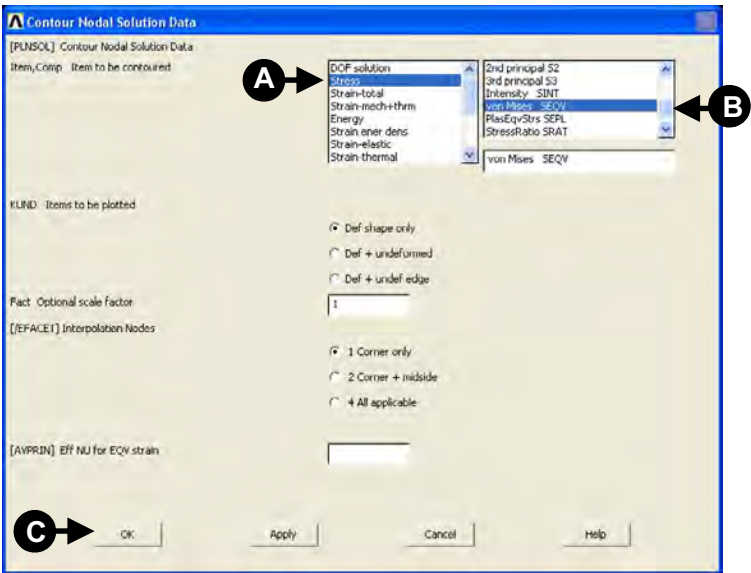 Contour Nodal Solution Data
[PLNSOL] Contour Nodal Solution Data
Item,Comp Item to be contoured
DOF solution
Stress
Strain-total
Strain-mech+thrm
Energy
Strain ener dens
Strain-elastic
Strain-thermal
2nd principal S2
3rd principal S3
Intensity SINT
von Mises SEQV
PlasEqvStrs SEPL
StressRatio SRAT
von Mises SEQV
A
B
KUND Items to be plotted
Def shape only
Def + undeformed
Def + undef edge
Fact Optional scale factor
1
[/EFACET] Interpolation Nodes
1 Corner only
2 Corner + midside
4 All applicable
[AVPRIN] Eff NU for EQV strain
C
OK Apply Cancel Help